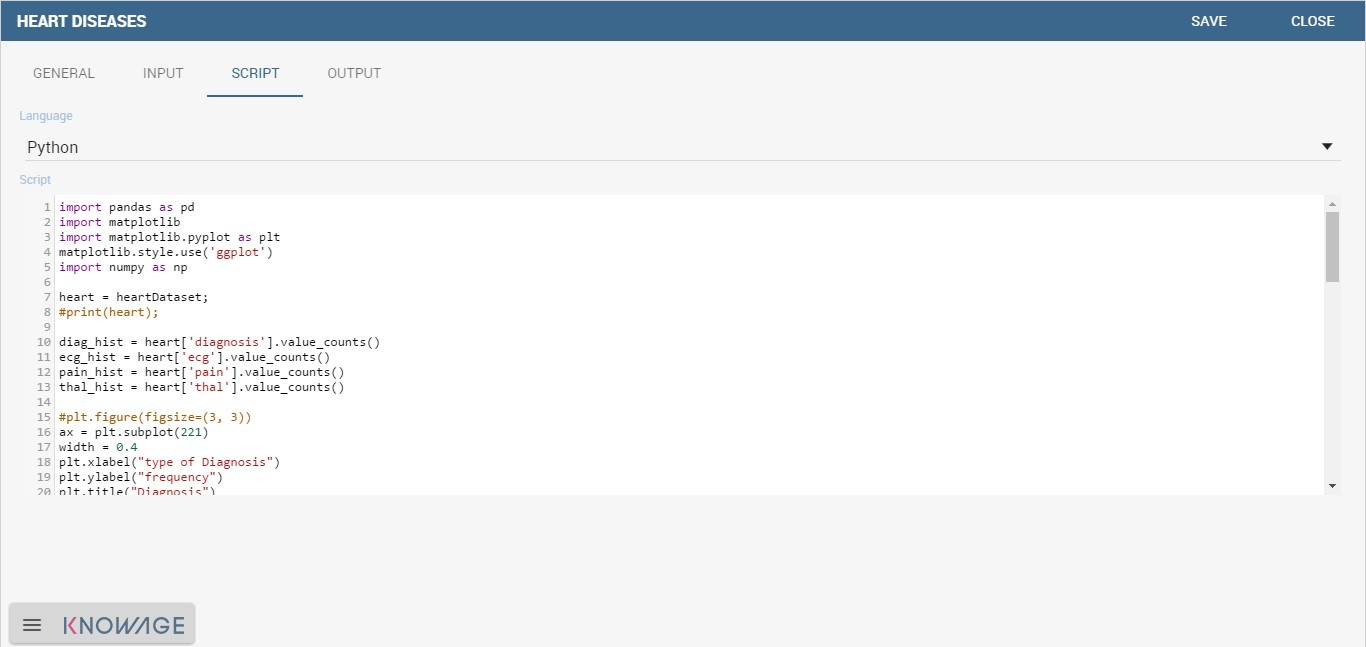 HEART DISEASES SAVE CLOSE
GENERAL INPUT SCRIPT OUTPUT
Language
Python
Script
1 import pandas as pd
2 import matplotlib
3 import matplotlib.pyplot as plt
4 matplotlib.style.use('ggplot')
5 import numpy as np
6
7 heart = heartDataset;
8 #print(heart);
9
10 diag_hist = heart['diagnosis'].value_counts()
11 ecg_hist = heart['ecg'].value_counts()
12 pain_hist = heart['pain'].value_counts()
13 thal_hist = heart['thal'].value_counts()
14
15 #plt.figure(figsize=(3, 3))
16 ax = plt.subplot(221)
17 width = 0.4
18 plt.xlabel("type of Diagnosis")
19 plt.ylabel("frequency")
20 plt.title("Diagnosis")
KNOWAGE